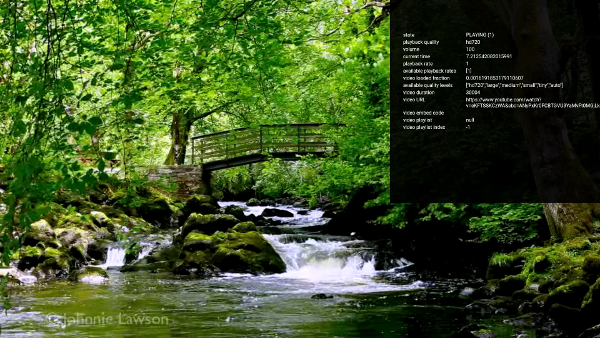 state PLAYING (1)
playback quality hd720
volume 100
current time
playback rate 1
available playback rates [1]
video loaded fraction
available quality levels ["hd720","large","medium","small","tiny","auto"]
video duration 30004
video URL https://www.youtube.com/watch?
video embed code
video playlist null
video playlist index -1
© Johnnie Lawson